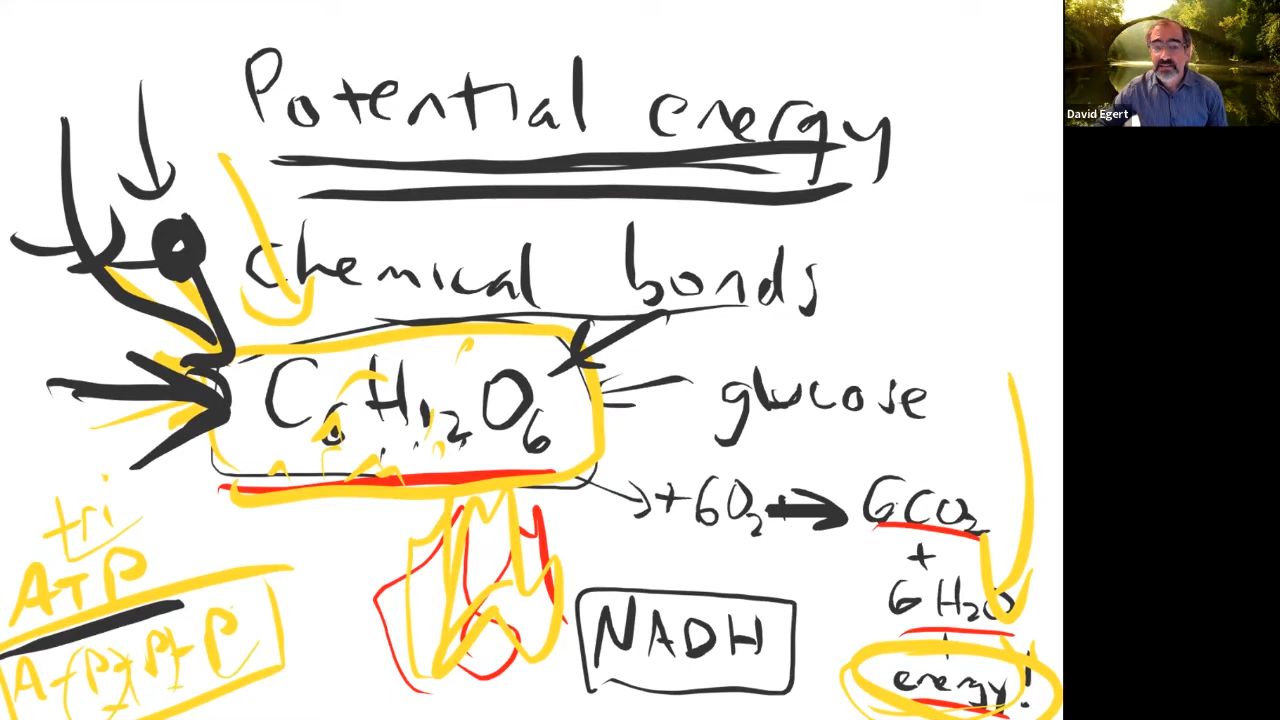 Potential energy
David Egert
Chemical bonds
C6H12O6
glucose
+6O2 → 6CO2
+
6H2O
+
energy!
tri
ATP
A-P-P-P
NADH